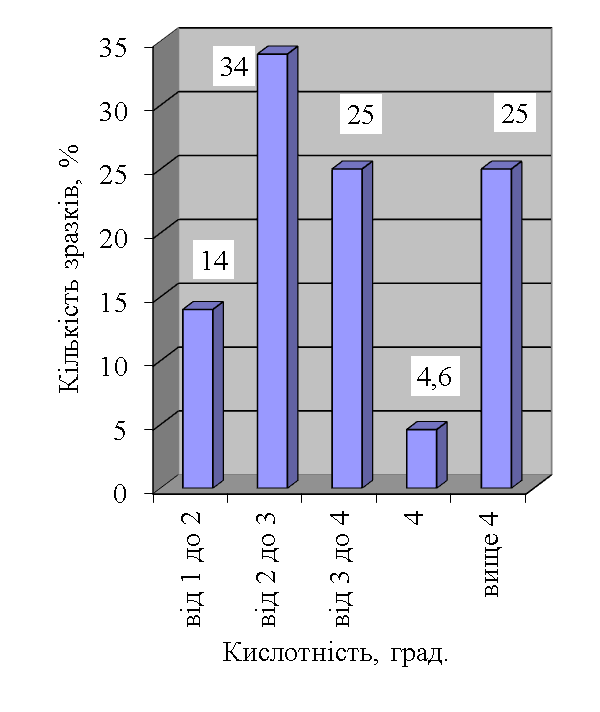 Кількість зразків, %
35
30
25
20
15
10
5
0
14
34
25
4,6
25
від 1 до 2
від 2 до 3
від 3 до 4
4
вище 4
Кислотність, град.